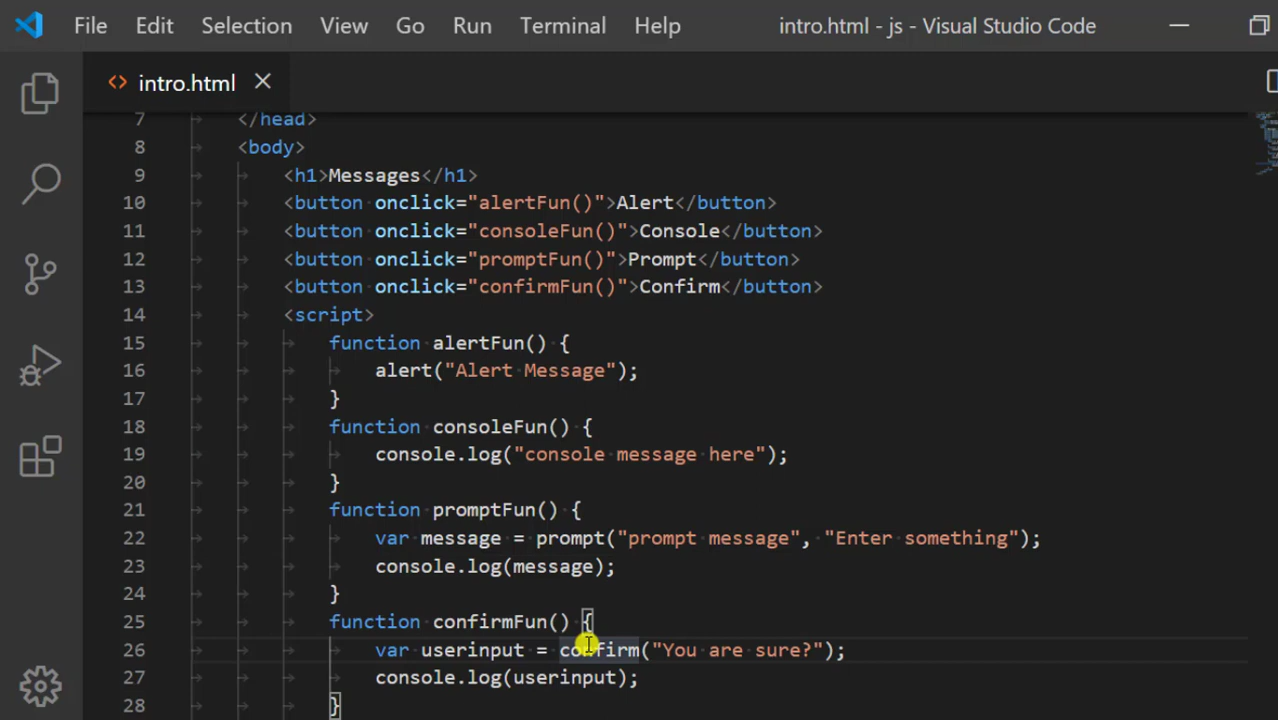 File Edit Selection View Go Run Terminal Help intro.html - js - Visual Studio Code
intro.html
7 </head>
8 <body>
9 <h1>Messages</h1>
10 <button onclick="alertFun()">Alert</button>
11 <button onclick="consoleFun()">Console</button>
12 <button onclick="promptFun()">Prompt</button>
13 <button onclick="confirmFun()">Confirm</button>
14 <script>
15 function alertFun() {
16 alert("Alert Message");
17 }
18 function consoleFun() {
19 console.log("console message here");
20 }
21 function promptFun() {
22 var message = prompt("prompt message", "Enter something");
23 console.log(message);
24 }
25 function confirmFun() {
26 var userinput = confirm("You are sure?");
27 console.log(userinput);
28 }